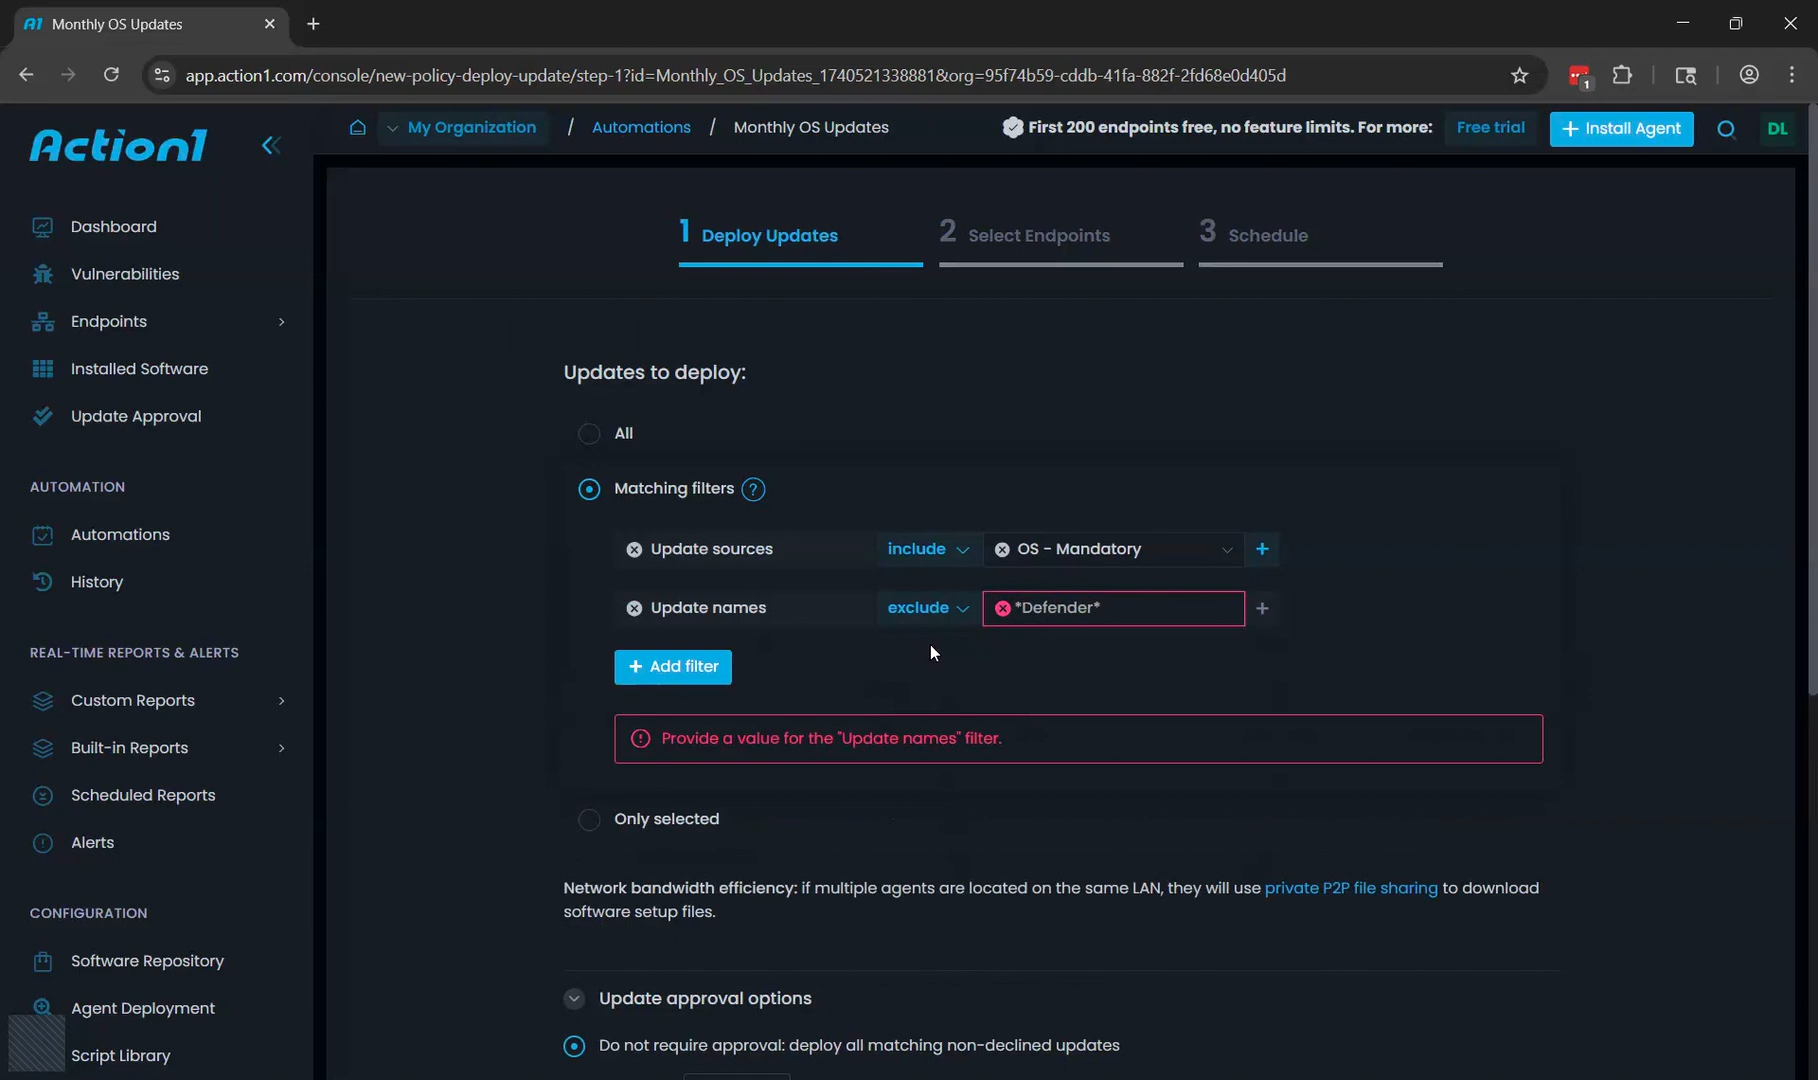 A1 Monthly OS Updates
app.action1.com/console/new-policy-deploy-update/step-1?id=Monthly_OS_Updates_1740521338881&org=95f74b59-cddb-41fa-882f-2fd68e0d405d
1
Action1
My Organization / Automations / Monthly OS Updates
First 200 endpoints free, no feature limits. For more: Free trial
+ Install Agent
DL
Dashboard
Vulnerabilities
Endpoints
Installed Software
Update Approval
AUTOMATION
Automations
History
REAL-TIME REPORTS & ALERTS
Custom Reports
Built-in Reports
Scheduled Reports
Alerts
CONFIGURATION
Software Repository
Agent Deployment
Script Library
1 Deploy Updates
2 Select Endpoints
3 Schedule
Updates to deploy:
All
Matching filters ?
Update sources include OS - Mandatory +
Update names exclude *Defender* +
+ Add filter
Provide a value for the "Update names" filter.
Only selected
Network bandwidth efficiency: if multiple agents are located on the same LAN, they will use private P2P file sharing to download
software setup files.
Update approval options
Do not require approval: deploy all matching non-declined updates